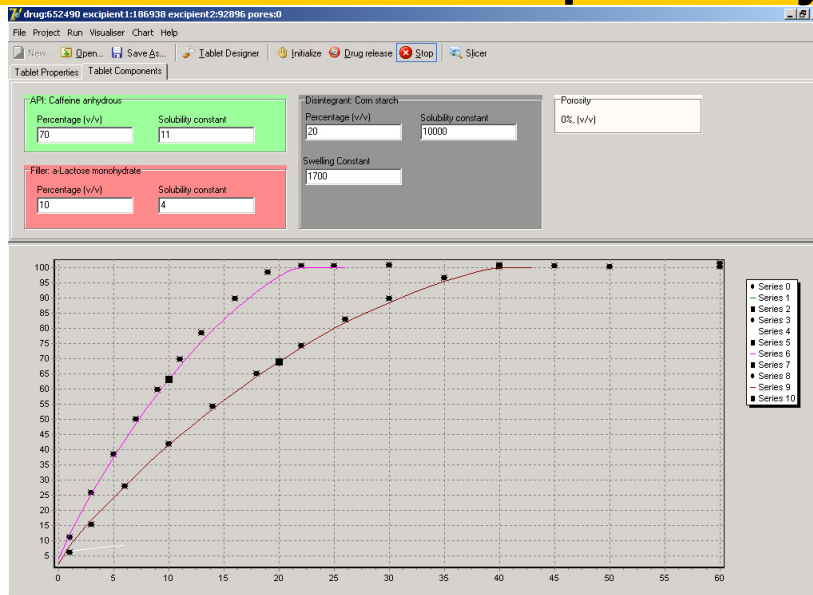 drug:652490 excipient1:186938 excipient2:92896 pores:0
File Project Run Visualiser Chart Help
New... Open... Save As... Tablet Designer Initialize Drug release Stop Slicer
Tablet Properties Tablet Components
API: Caffeine anhydrous
Percentage (v/v) Solubility constant
70 11
Filler: a-Lactose monohydrate
Percentage (v/v) Solubility constant
10 4
Disintegrant: Corn starch
Percentage (v/v) Solubility constant
20 10000
Swelling Constant
1700
Porosity
0%, (v/v)
100
95
90
85
80
75
70
65
60
55
50
45
40
35
30
25
20
15
10
5
0 5 10 15 20 25 30 35 40 45 50 55 60
Series 0
Series 1
Series 2
Series 3
Series 4
Series 5
Series 6
Series 7
Series 8
Series 9
Series 10